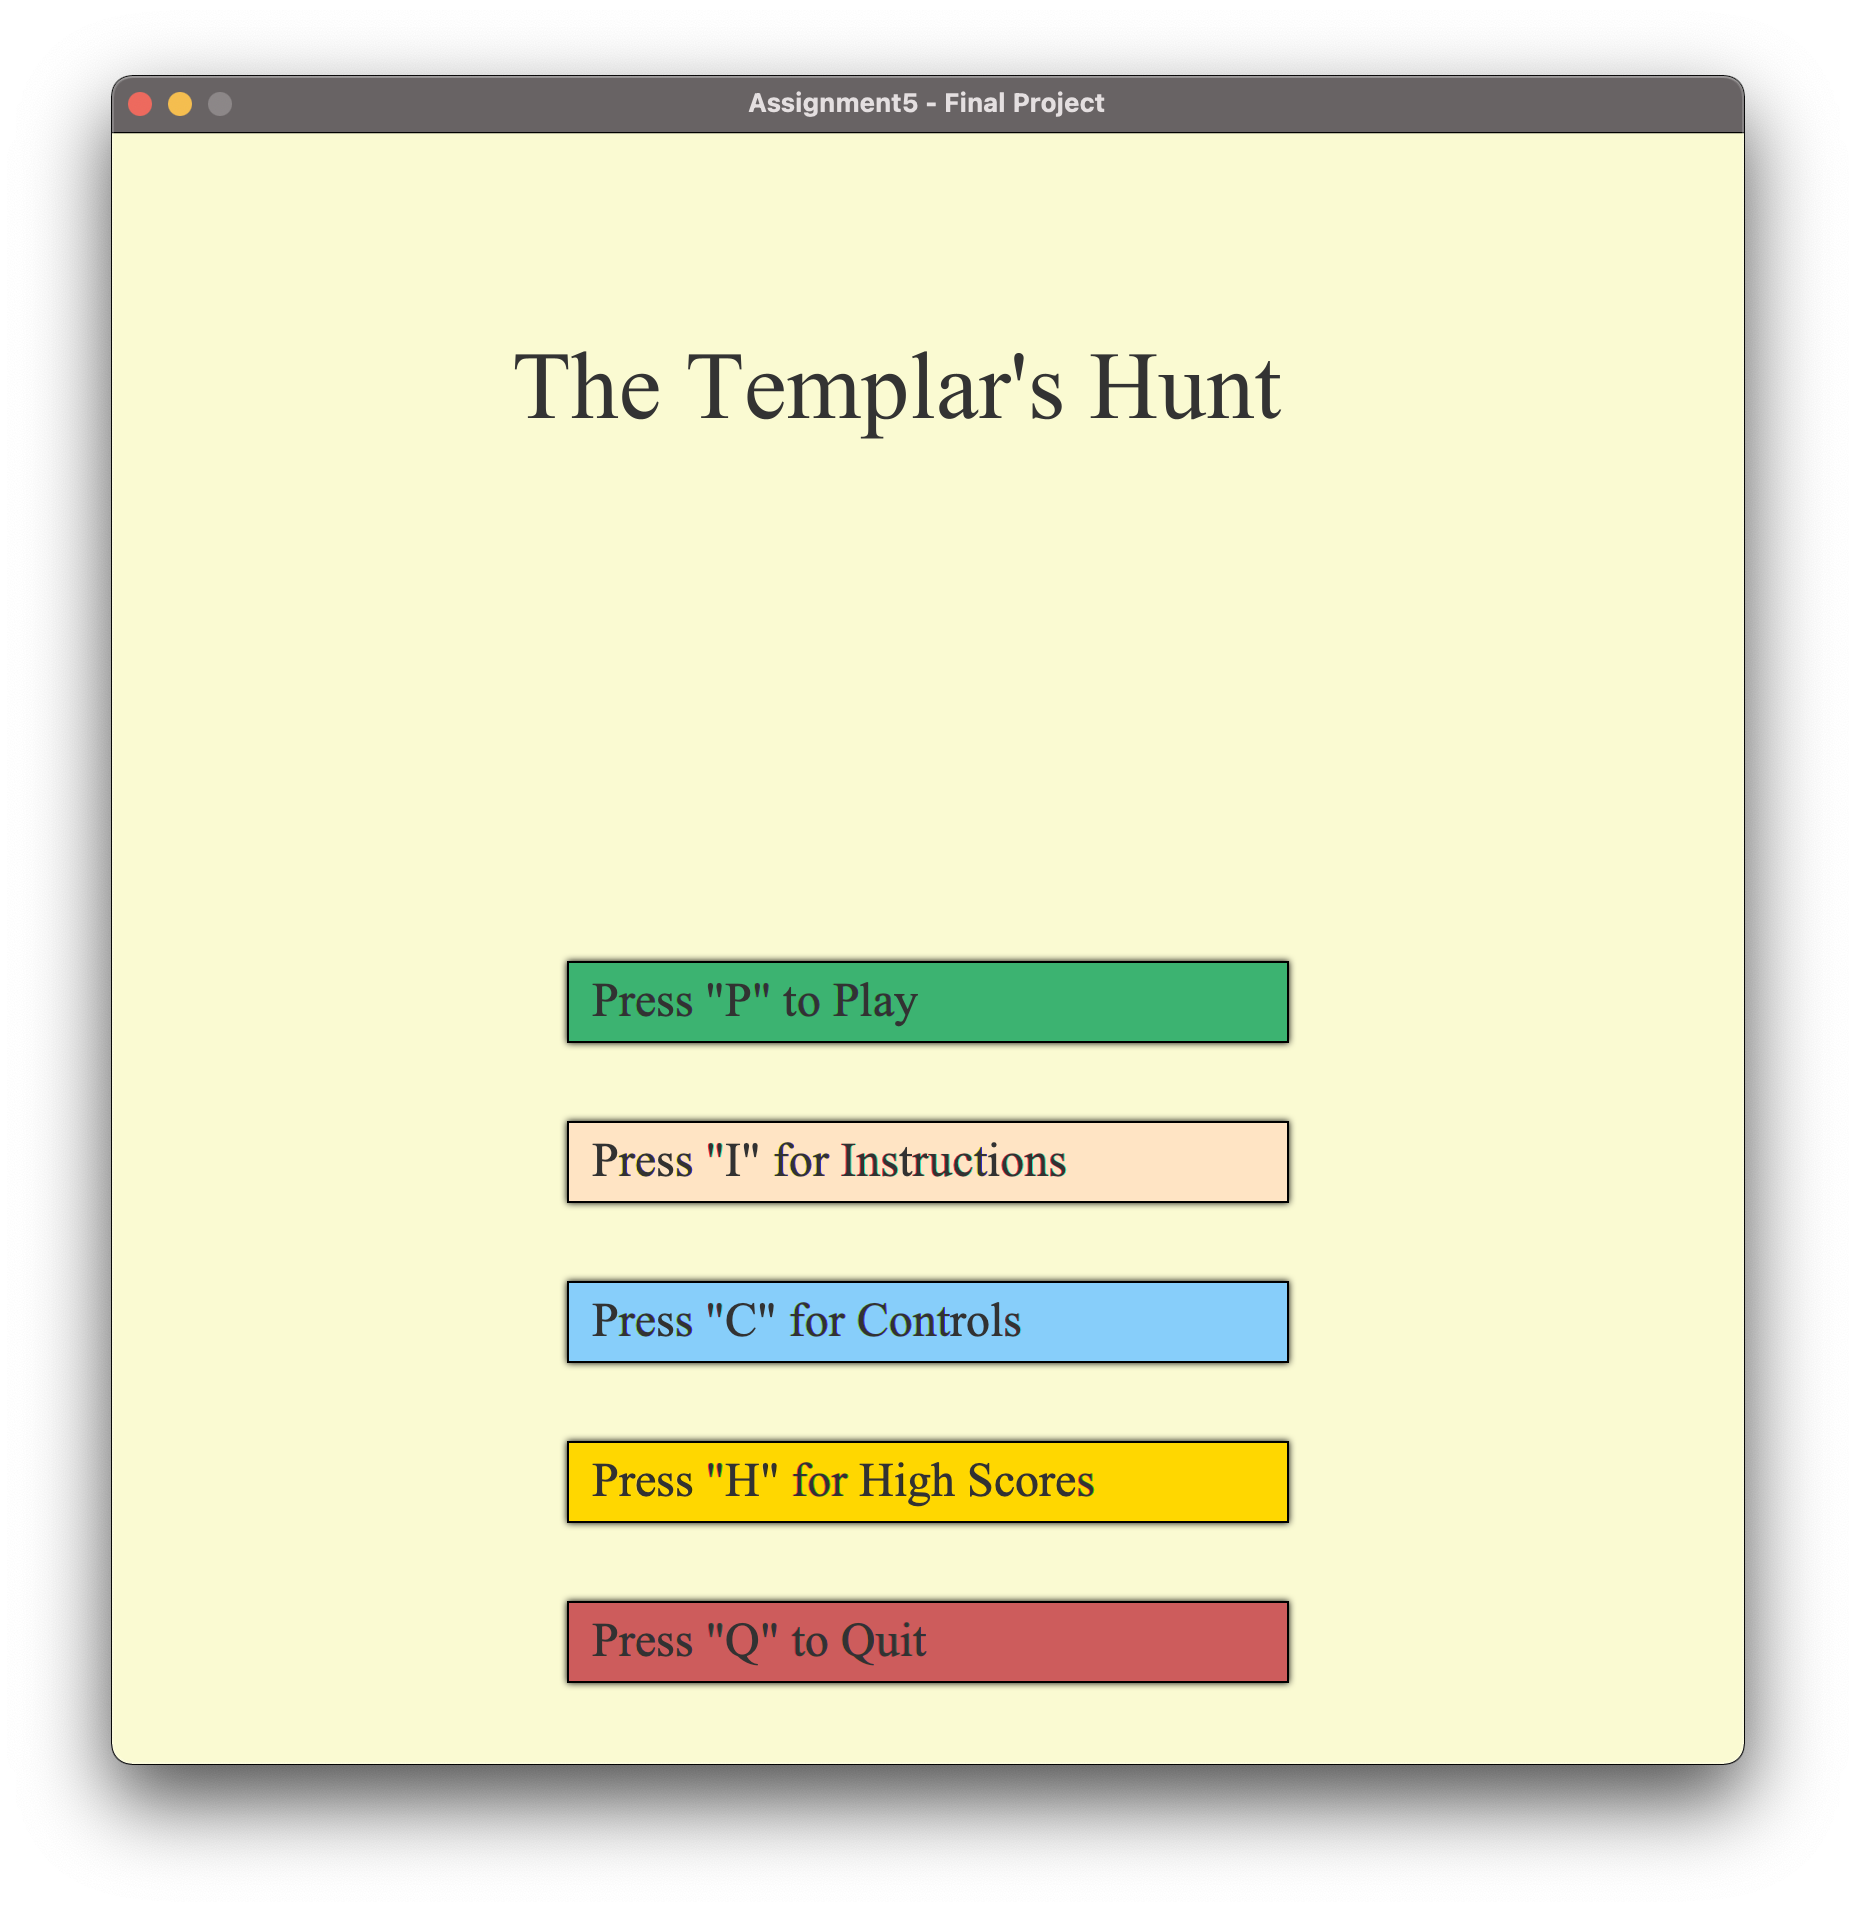 Assignment5 - Final Project
The Templar's Hunt
Press "P" to Play
Press "I" for Instructions
Press "C" for Controls
Press "H" for High Scores
Press "Q" to Quit